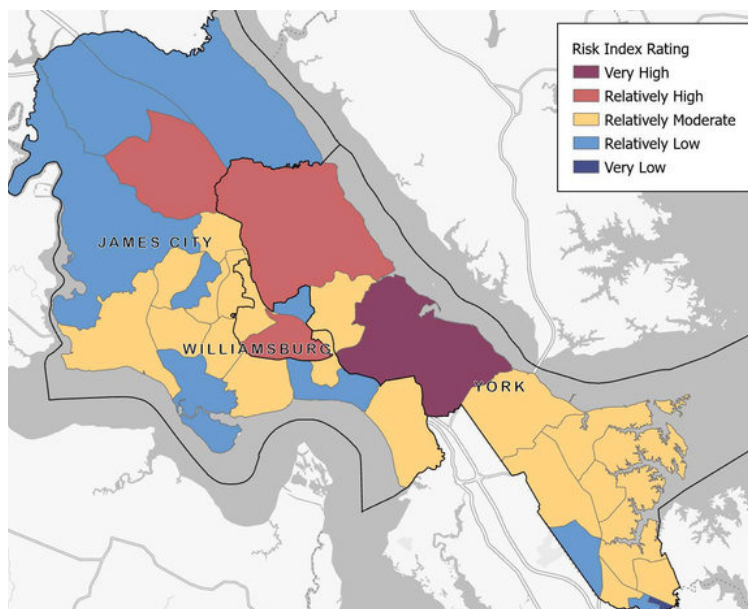 Risk Index Rating
Very High
Relatively High
Relatively Moderate
Relatively Low
Very Low
JAMES CITY
WILLIAMSBURG
YORK